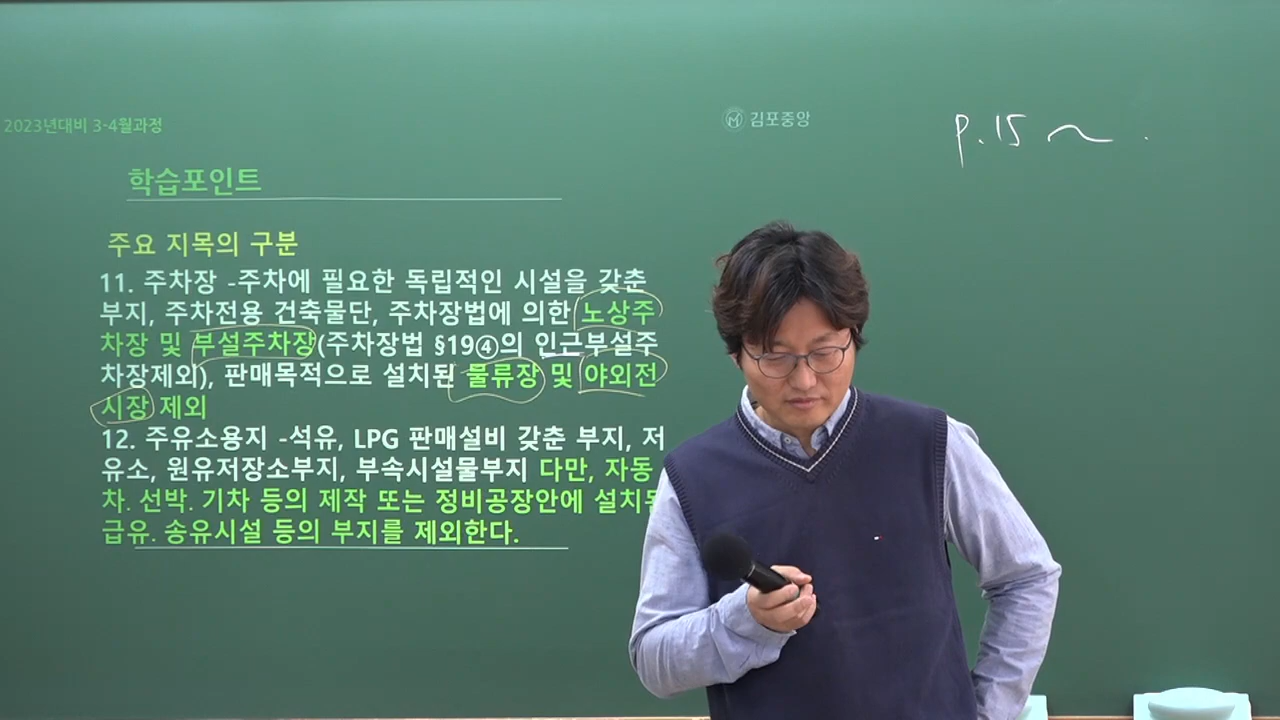 2023년대비 3-4월과정
김포중앙
p.15 ~ .
학습포인트
주요 지목의 구분
11. 주차장 -주차에 필요한 독립적인 시설을 갖춘
부지, 주차전용 건축물단, 주차장법에 의한 노상주
차장 및 부설주차장(주차장법 §19④의 인근부설주
차장제외), 판매목적으로 설치된 물류장 및 야외전
시장 제외
12. 주유소용지 -석유, LPG 판매설비 갖춘 부지, 저
유소, 원유저장소부지, 부속시설물부지 다만, 자동
차. 선박. 기차 등의 제작 또는 정비공장안에 설치된
급유. 송유시설 등의 부지를 제외한다.